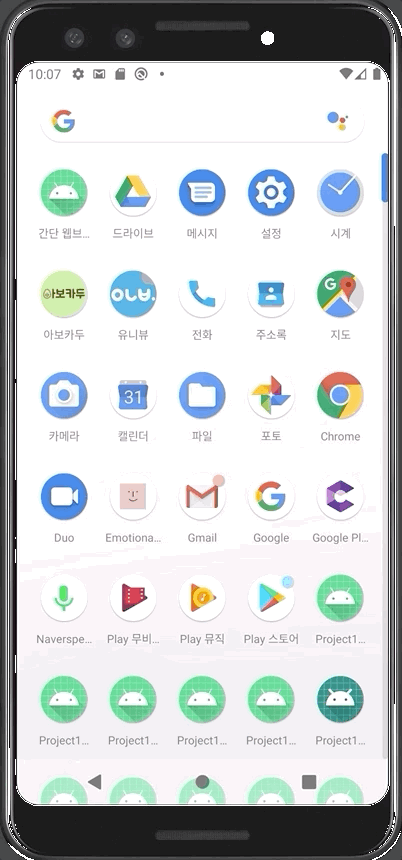 10:07
간단 웹브...
드라이브
메시지
설정
시계
아보카두
아보카두
유니뷰
전화
주소록
지도
31
카메라
캘린더
파일
포토
Chrome
Duo
Emotiona...
Gmail
Google
Google Pl...
Naverspe...
Play 무비...
Play 뮤직
Play 스토어
Project1...
Project1...
Project1...
Project1...
Project1...
Project1...